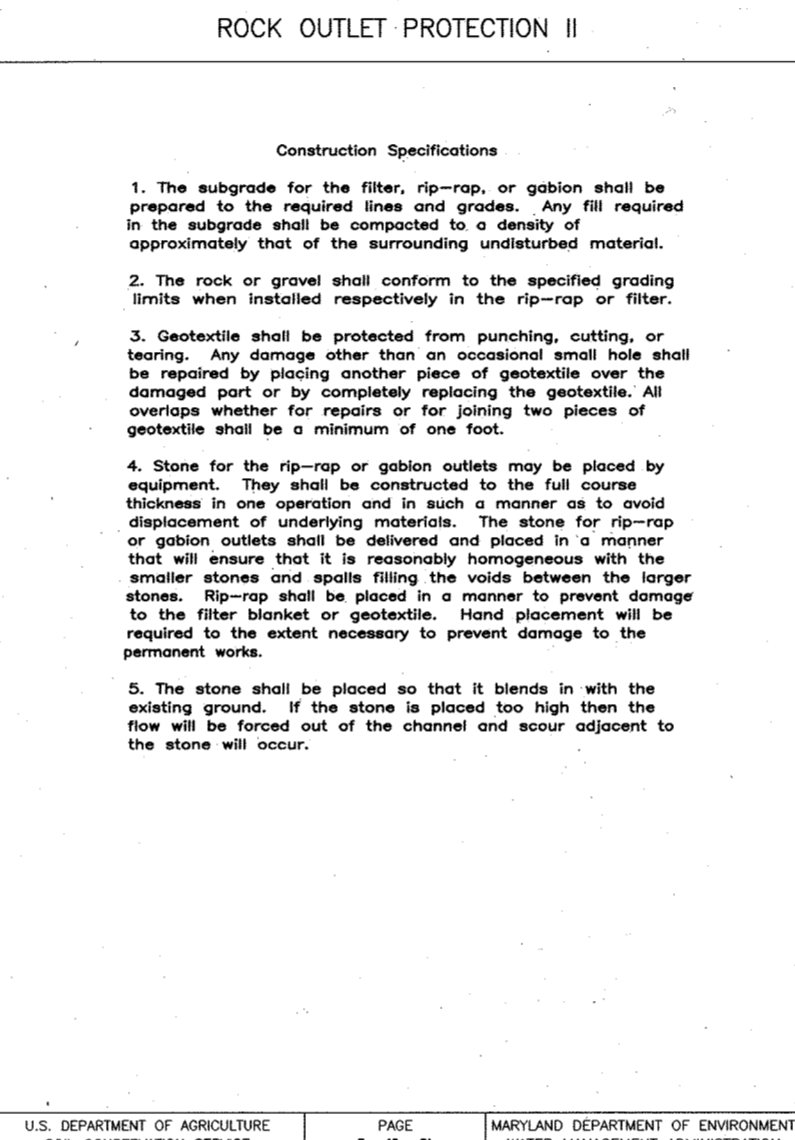 ROCK OUTLET PROTECTION II
Construction Specifications
1. The subgrade for the filter, rip-rap, or gabion shall be
prepared to the required lines and grades. Any fill required
in the subgrade shall be compacted to a density of
approximately that of the surrounding undisturbed material.
2. The rock or gravel shall conform to the specified grading
limits when installed respectively in the rip-rap or filter.
3. Geotextile shall be protected from punching, cutting, or
tearing. Any damage other than an occasional small hole shall
be repaired by placing another piece of geotextile over the
damaged part or by completely replacing the geotextile. All
overlaps whether for repairs or for joining two pieces of
geotextile shall be a minimum of one foot.
4. Stone for the rip-rap or gabion outlets may be placed by
equipment. They shall be constructed to the full course
thickness in one operation and in such a manner as to avoid
displacement of underlying materials. The stone for rip-rap
or gabion outlets shall be delivered and placed in a manner
that will ensure that it is reasonably homogeneous with the
smaller stones and spalls filling the voids between the larger
stones. Rip-rap shall be placed in a manner to prevent damage
to the filter blanket or geotextile. Hand placement will be
required to the extent necessary to prevent damage to the
permanent works.
5. The stone shall be placed so that it blends in with the
existing ground. If the stone is placed too high then the
flow will be forced out of the channel and scour adjacent to
the stone will occur.
U.S. DEPARTMENT OF AGRICULTURE
PAGE
MARYLAND DEPARTMENT OF ENVIRONMENT